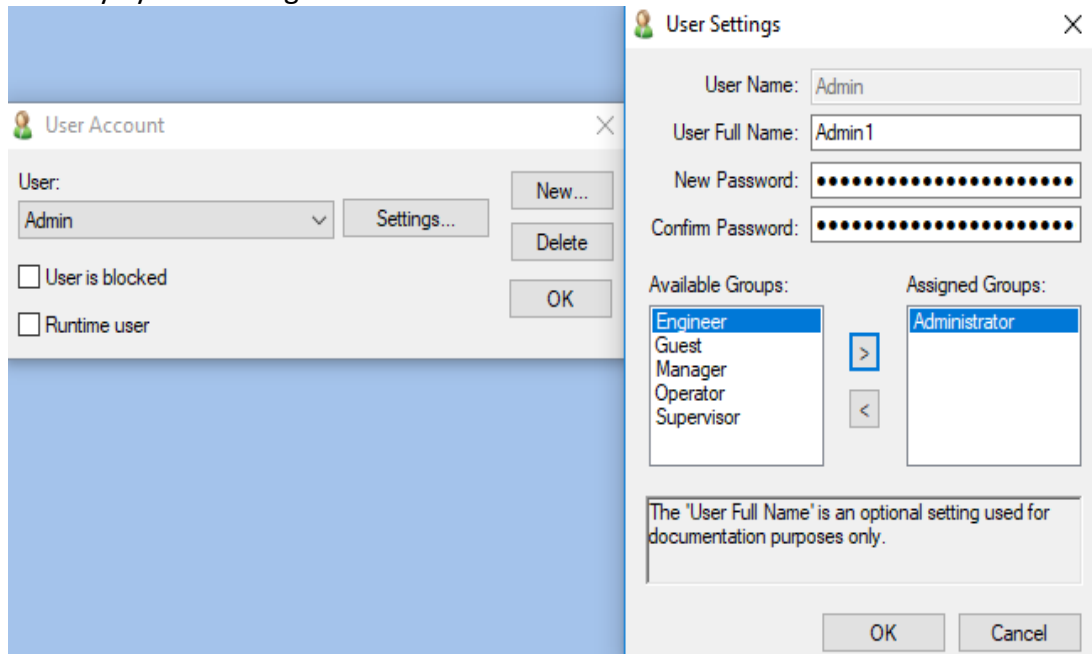 User Account
User:
Admin
Settings...
New...
Delete
OK
User is blocked
Runtime user
User Settings
User Name: Admin
User Full Name: Admin1
New Password: ••••••••••••••••••••••
Confirm Password: ••••••••••••••••••••••
Available Groups:
Engineer
Guest
Manager
Operator
Supervisor
>
<
Assigned Groups:
Administrator
The 'User Full Name' is an optional setting used for
documentation purposes only.
OK
Cancel